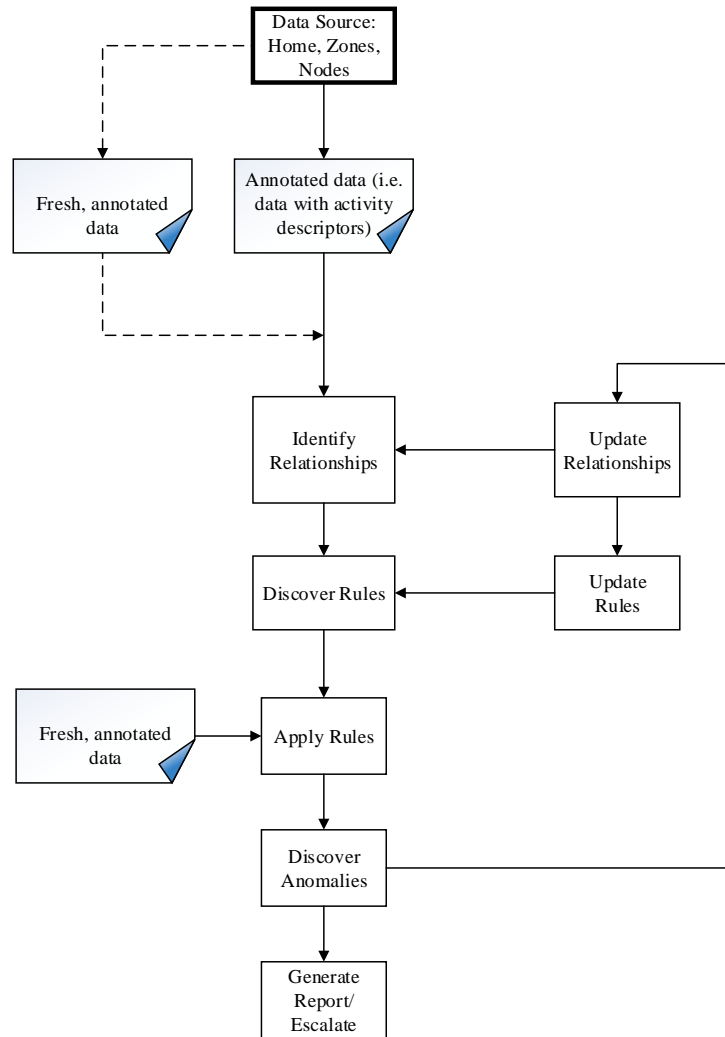 Data Source:
Home, Zones,
Nodes
Fresh, annotated
data
Annotated data (i.e.
data with activity
descriptors)
Identify
Relationships
Update
Relationships
Discover Rules
Update
Rules
Fresh, annotated
data
Apply Rules
Discover
Anomalies
Generate
Report/
Escalate